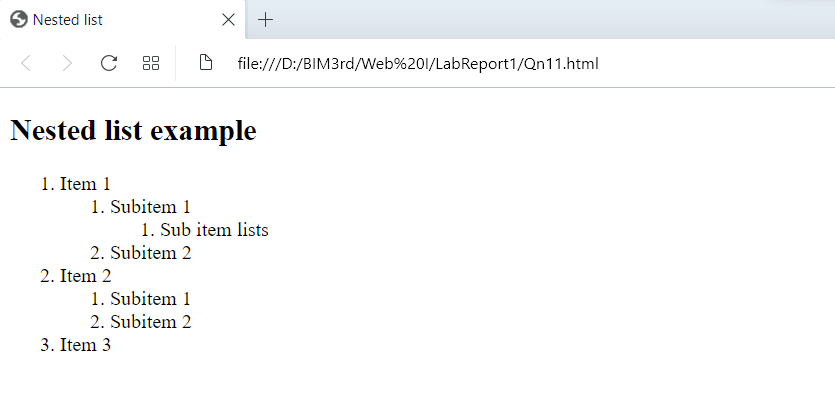 Nested list
file:///D:/BIM3rd/Web%20I/LabReport1/Qn11.html
Nested list example
1. Item 1
1. Subitem 1
1. Sub item lists
2. Subitem 2
2. Item 2
1. Subitem 1
2. Subitem 2
3. Item 3